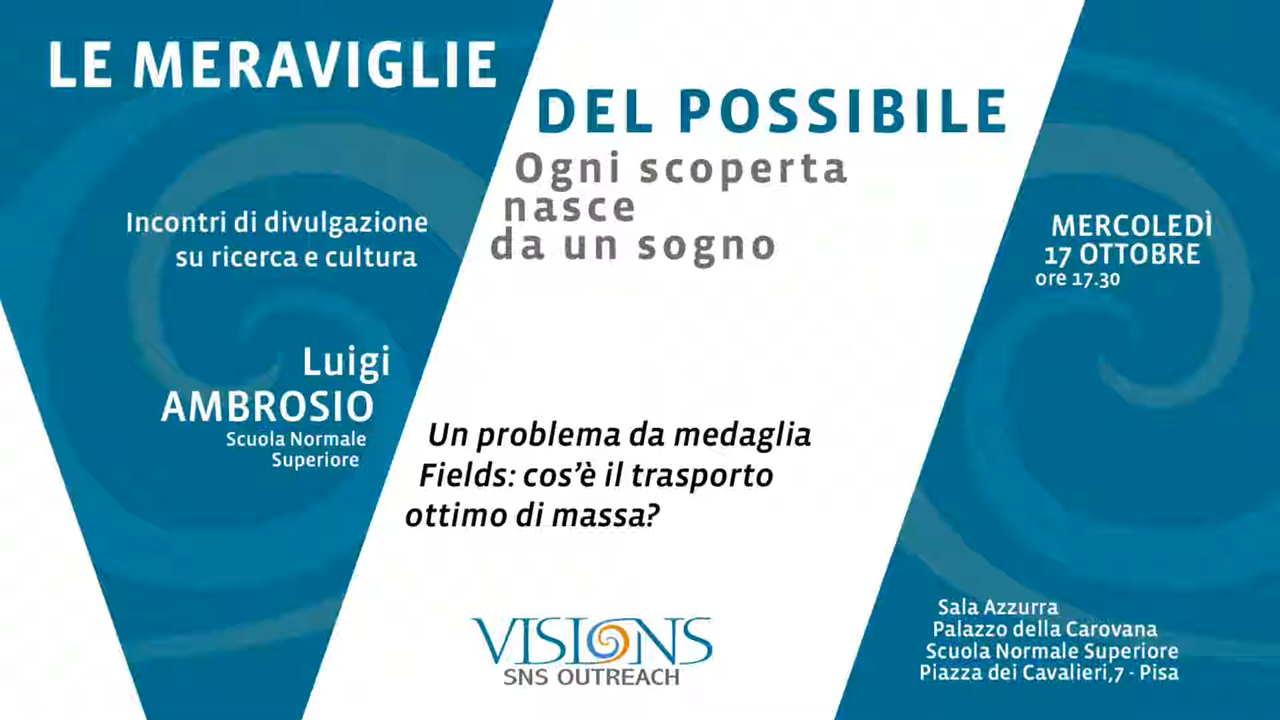 LE MERAVIGLIE
DEL POSSIBILE
Ogni scoperta
nasce
da un sogno
Incontri di divulgazione
su ricerca e cultura
MERCOLEDÌ
17 OTTOBRE
ore 17.30
Luigi
AMBROSIO
Scuola Normale
Superiore
Un problema da medaglia
Fields: cos'è il trasporto
ottimo di massa?
VISIONS
SNS OUTREACH
Sala Azzurra
Palazzo della Carovana
Scuola Normale Superiore
Piazza dei Cavalieri,7 - Pisa